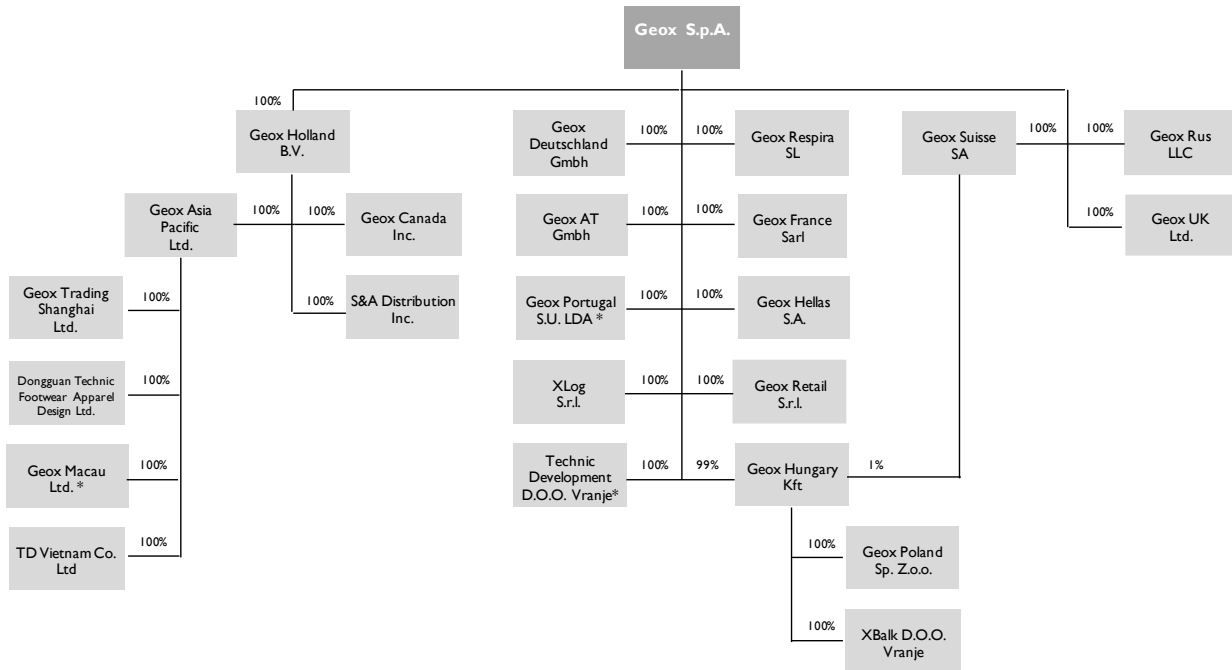 Geox S.p.A.
100%
Geox Holland
B.V.
Geox
Deutschland
Gmbh
100%
100%
Geox Respira
SL
Geox Suisse
SA
100%
100%
Geox Rus
LLC
Geox Asia
Pacific
Ltd.
100%
100%
Geox Canada
Inc.
Geox AT
Gmbh
100%
100%
Geox France
Sarl
100%
Geox UK
Ltd.
Geox Trading
Shanghai
Ltd.
100%
100%
S&A Distribution
Inc.
Geox Portugal
S.U. LDA *
100%
100%
Geox Hellas
S.A.
Dongguan Technic
Footwear Apparel
Design Ltd.
100%
XLog
S.r.l.
100%
100%
Geox Retail
S.r.l.
Geox Macau
Ltd. *
100%
Technic
Development
D.O.O. Vranje*
100%
99%
Geox Hungary
Kft
1%
TD Vietnam Co.
Ltd
100%
100%
Geox Poland
Sp. Z.o.o.
100%
XBalk D.O.O.
Vranje